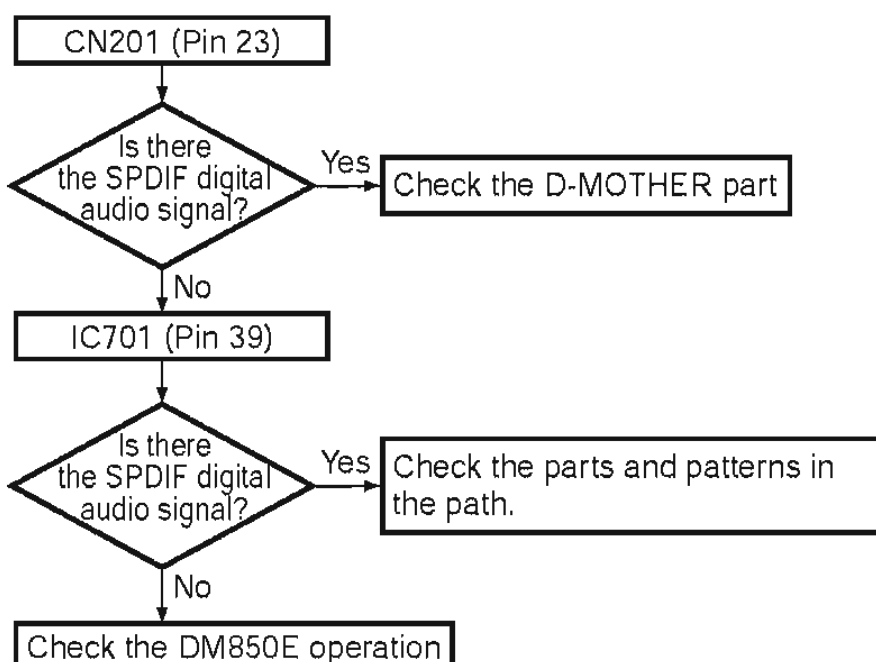 CN201 (Pin 23)
Is there
the SPDIF digital
audio signal?
Yes
Check the D-MOTHER part
No
IC701 (Pin 39)
Is there
the SPDIF digital
audio signal?
Yes
Check the parts and patterns in
the path.
No
Check the DM850E operation